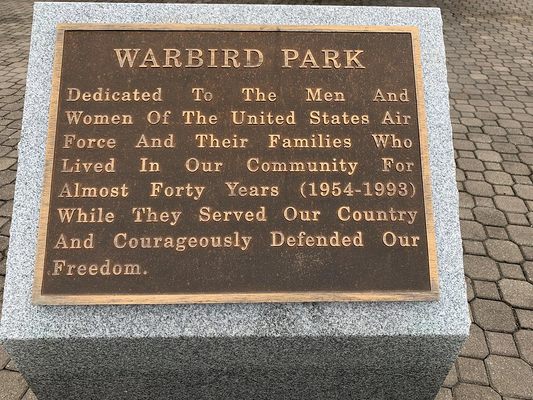 WARBIRD PARK
Dedicated To The Men And
Women Of The United States Air
Force And Their Families Who
Lived In Our Community For
Almost Forty Years (1954-1993)
While They Served Our Country
And Courageously Defended Our
Freedom.